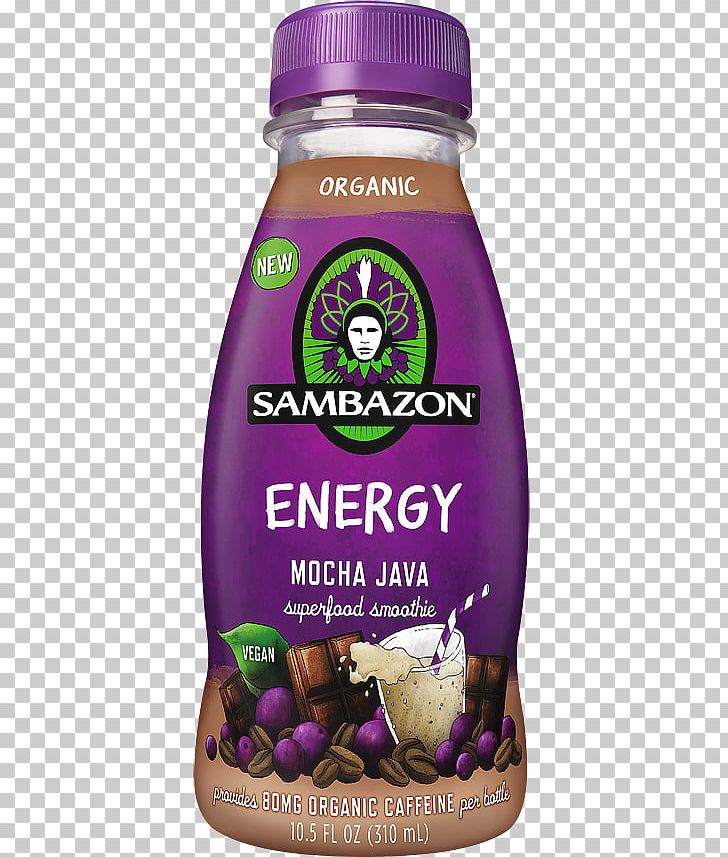 ORGANIC
NEW
SAMBAZON®
ENERGY
MOCHA JAVA
superfood smoothie
VEGAN
provides 80MG ORGANIC CAFFEINE per bottle
10.5 FL OZ (310 mL)